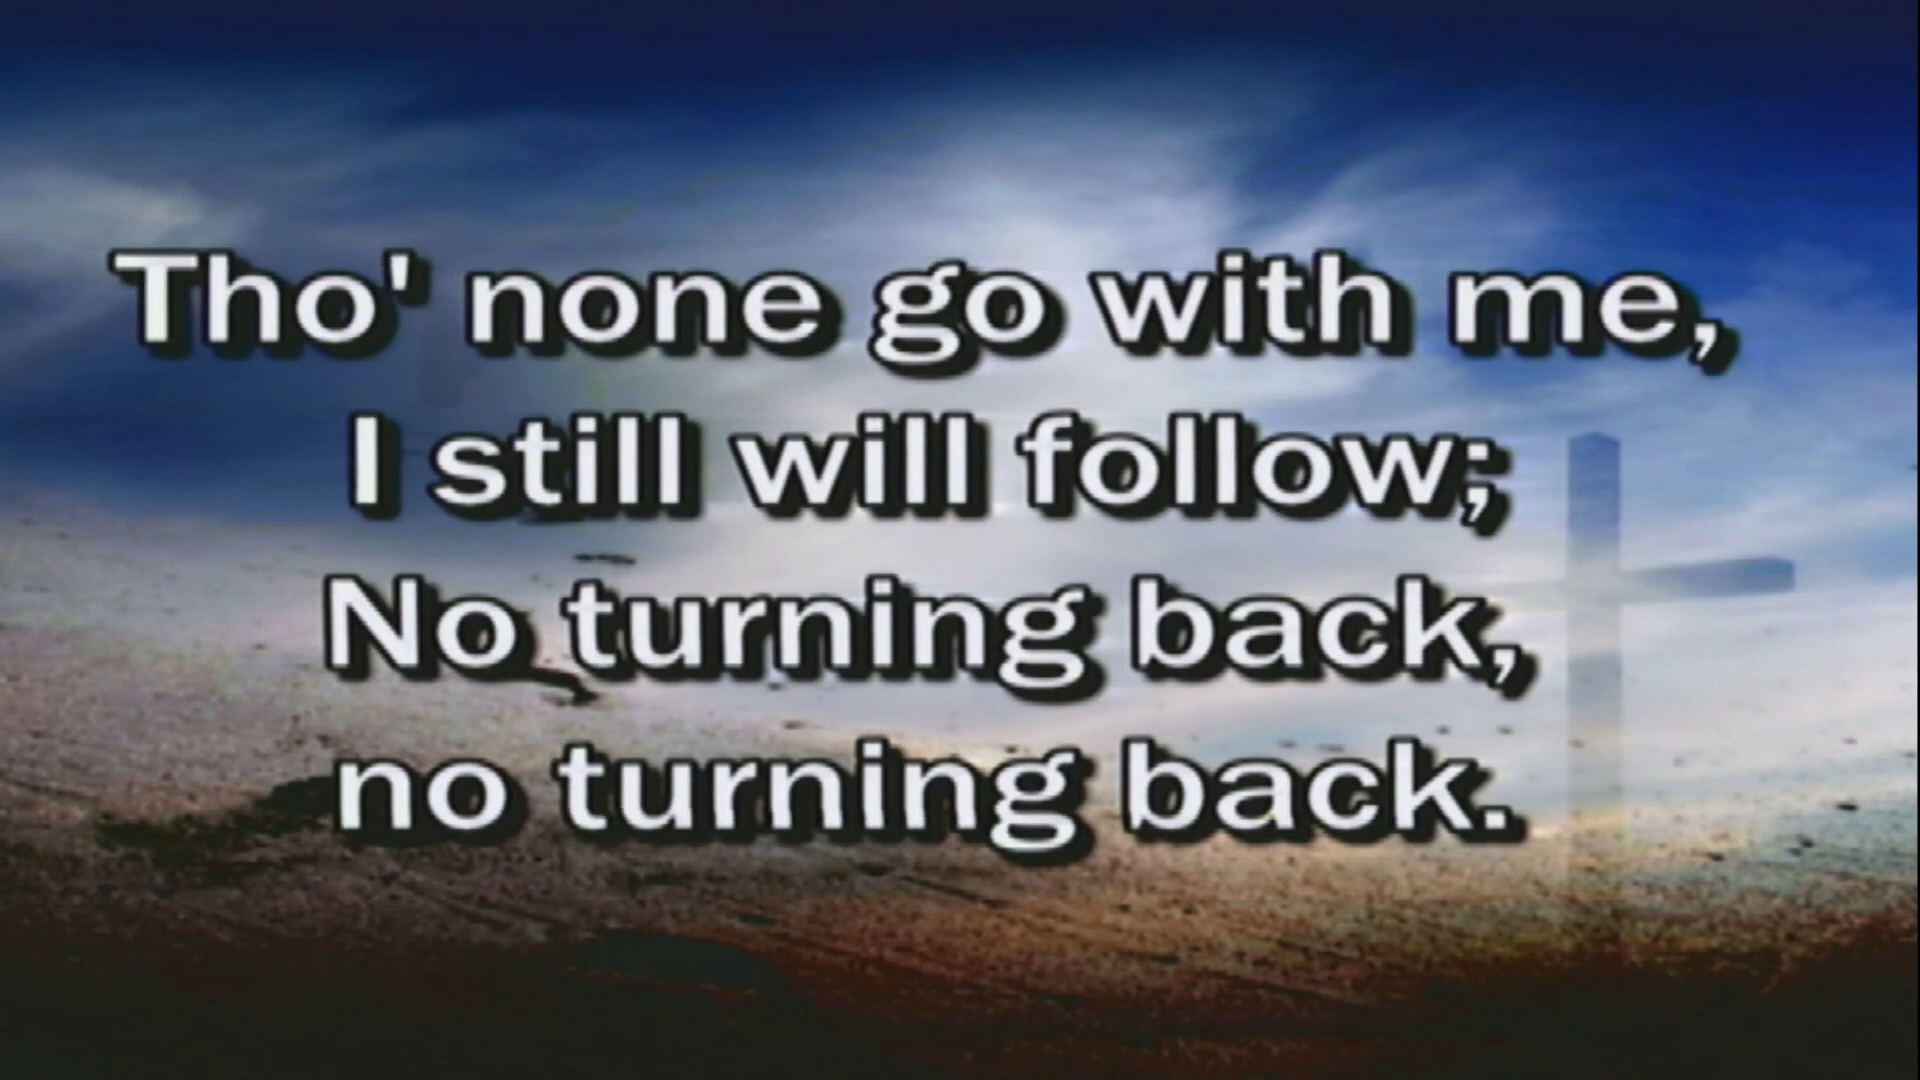 Tho' none go with me,
I still will follow;
No turning back,
no turning back.